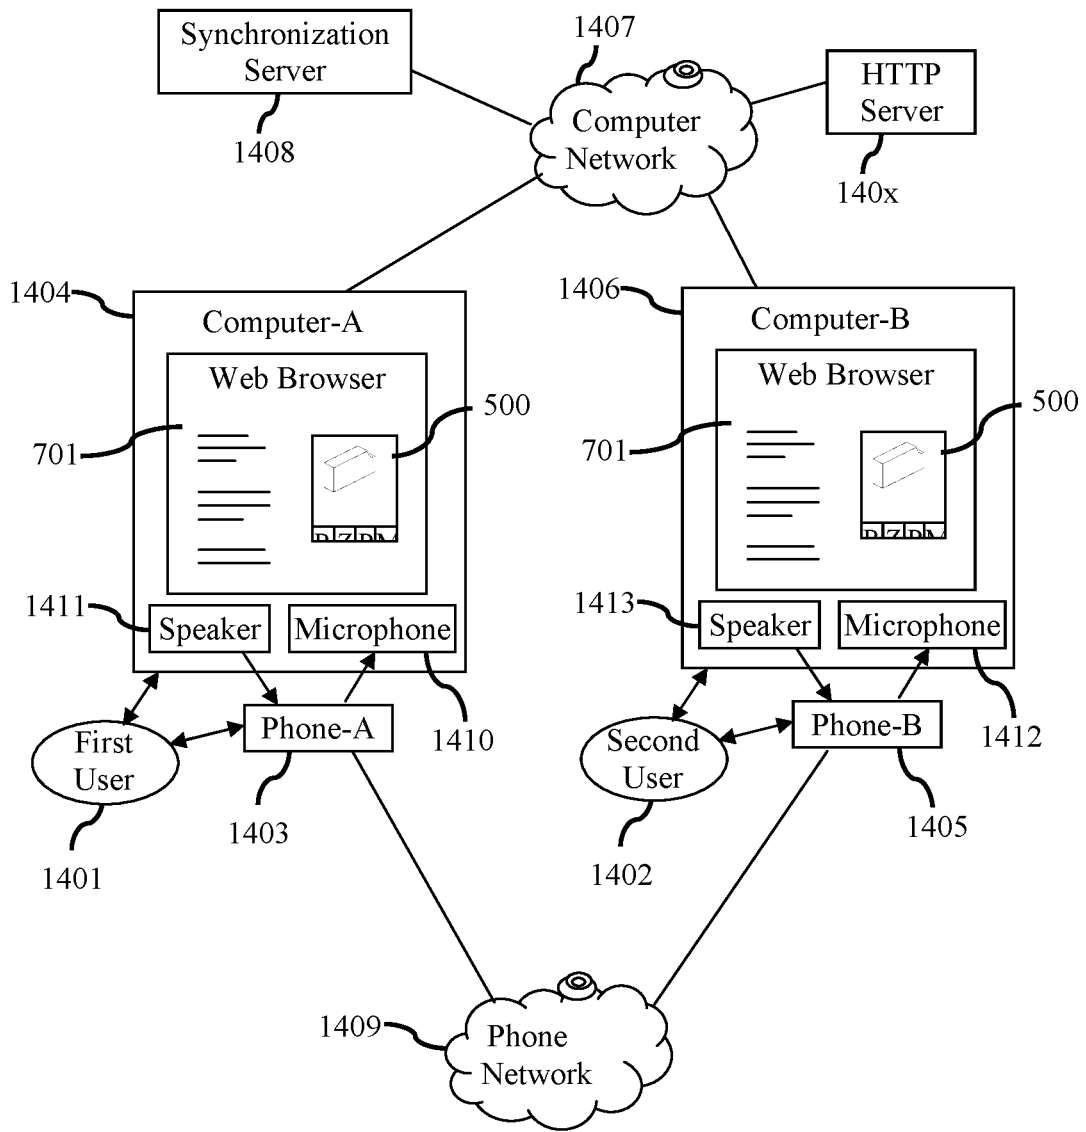 Synchronization
Server
1408
1407
Computer
Network
HTTP
Server
140x
1404
Computer-A
Web Browser
500
701
1411
Speaker
Microphone
First
User
Phone-A
1410
1403
1401
1406
Computer-B
Web Browser
500
701
1413
Speaker
Microphone
Second
User
Phone-B
1412
1405
1402
1409
Phone
Network